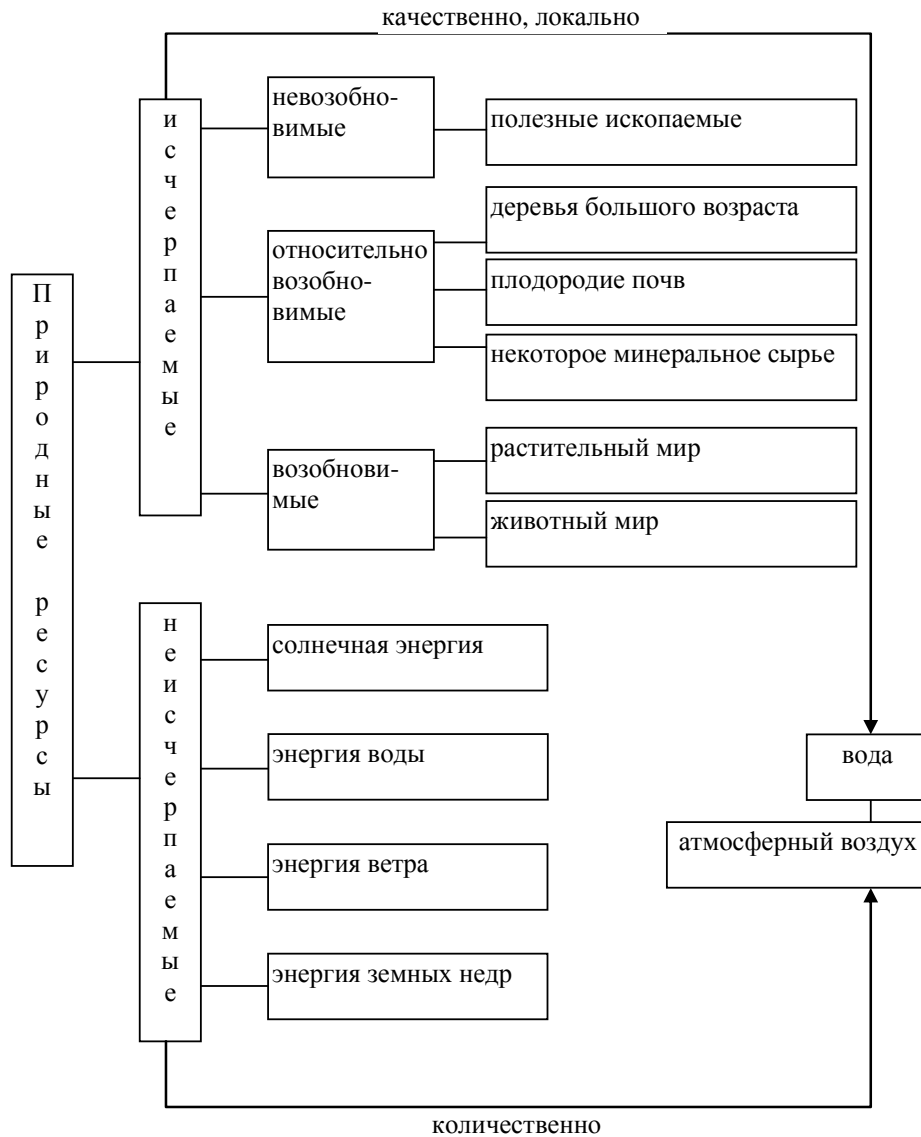 качественно, локально
Природные ресурсы
исчерпаемые
невозобно-
вимые
полезные ископаемые
относительно
возобно-
вимые
деревья большого возраста
плодородие почв
некоторое минеральное сырье
возобнови-
мые
растительный мир
животный мир
неисчерпаемые
солнечная энергия
энергия воды
энергия ветра
энергия земных недр
вода
атмосферный воздух
количественно